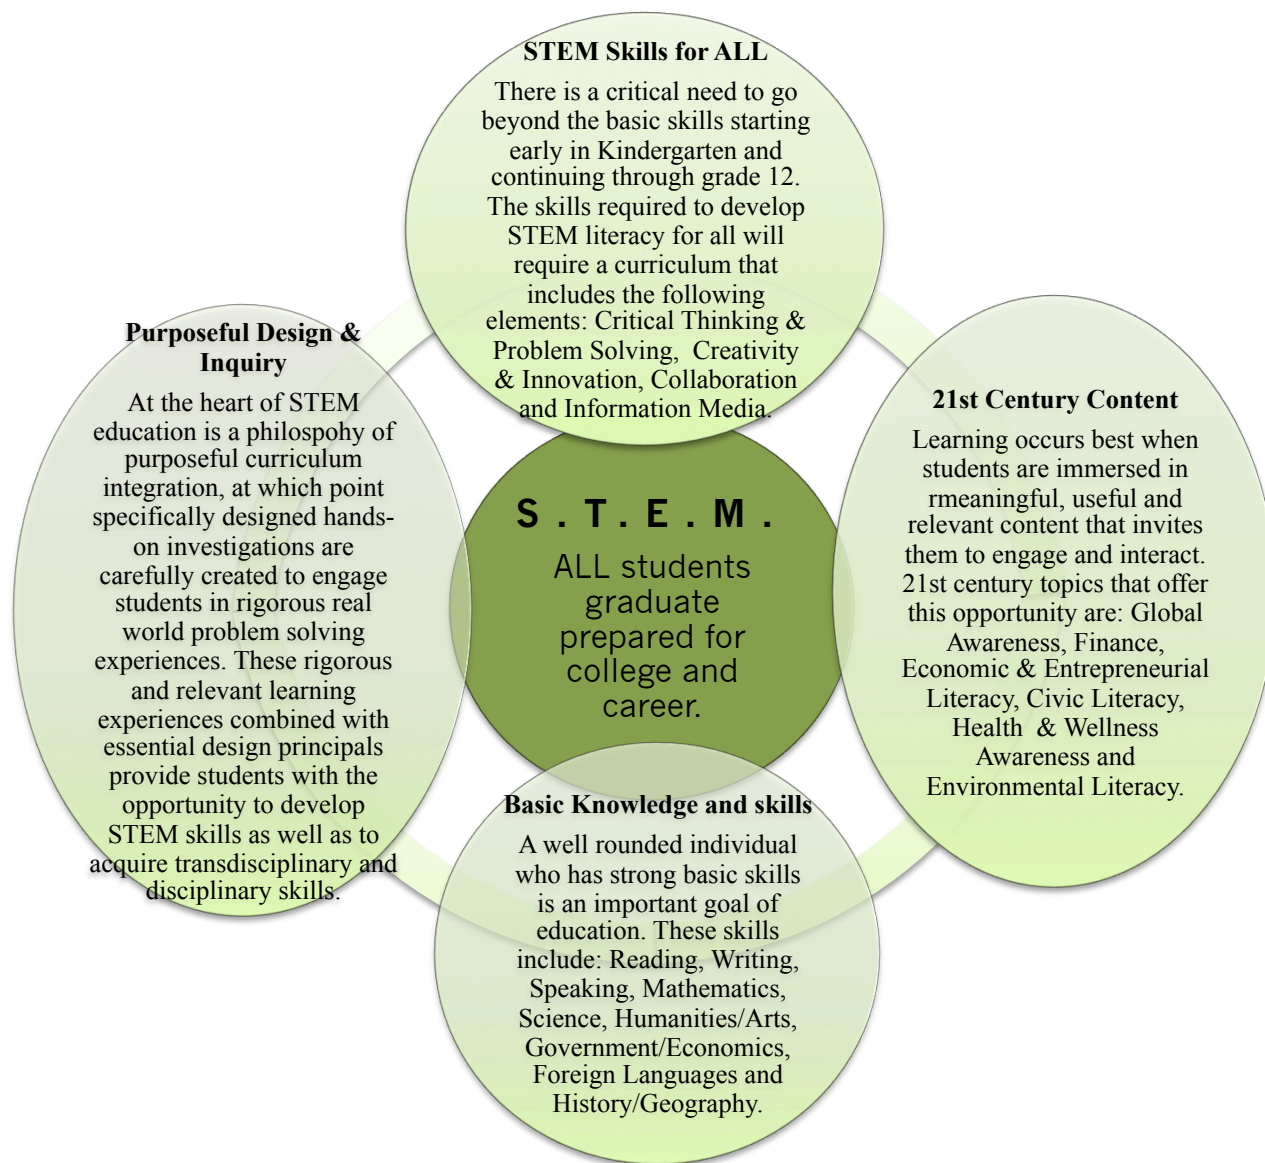 STEM Skills for ALL
There is a critical need to go
beyond the basic skills starting
early in Kindergarten and
continuing through grade 12.
The skills required to develop
STEM literacy for all will
require a curriculum that
includes the following
elements: Critical Thinking &
Problem Solving,  Creativity
& Innovation, Collaboration
and Information Media.
Purposeful Design &
Inquiry
At the heart of STEM
education is a philospohy of
purposeful curriculum
integration, at which point
specifically designed hands-
on investigations are
carefully created to engage
students in rigorous real
world problem solving
experiences. These rigorous
and relevant learning
experiences combined with
essential design principals
provide students with the
opportunity to develop
STEM skills as well as to
acquire transdisciplinary and
disciplinary skills.
S . T . E . M .
ALL students
graduate
prepared for
college and
career.
21st Century Content
Learning occurs best when
students are immersed in
rmeaningful, useful and
relevant content that invites
them to engage and interact.
21st century topics that offer
this opportunity are: Global
Awareness, Finance,
Economic & Entrepreneurial
Literacy, Civic Literacy,
Health  & Wellness
Awareness and
Environmental Literacy.
Basic Knowledge and skills
A well rounded individual
who has strong basic skills
is an important goal of
education. These skills
include: Reading, Writing,
Speaking, Mathematics,
Science, Humanities/Arts,
Government/Economics,
Foreign Languages and
History/Geography.